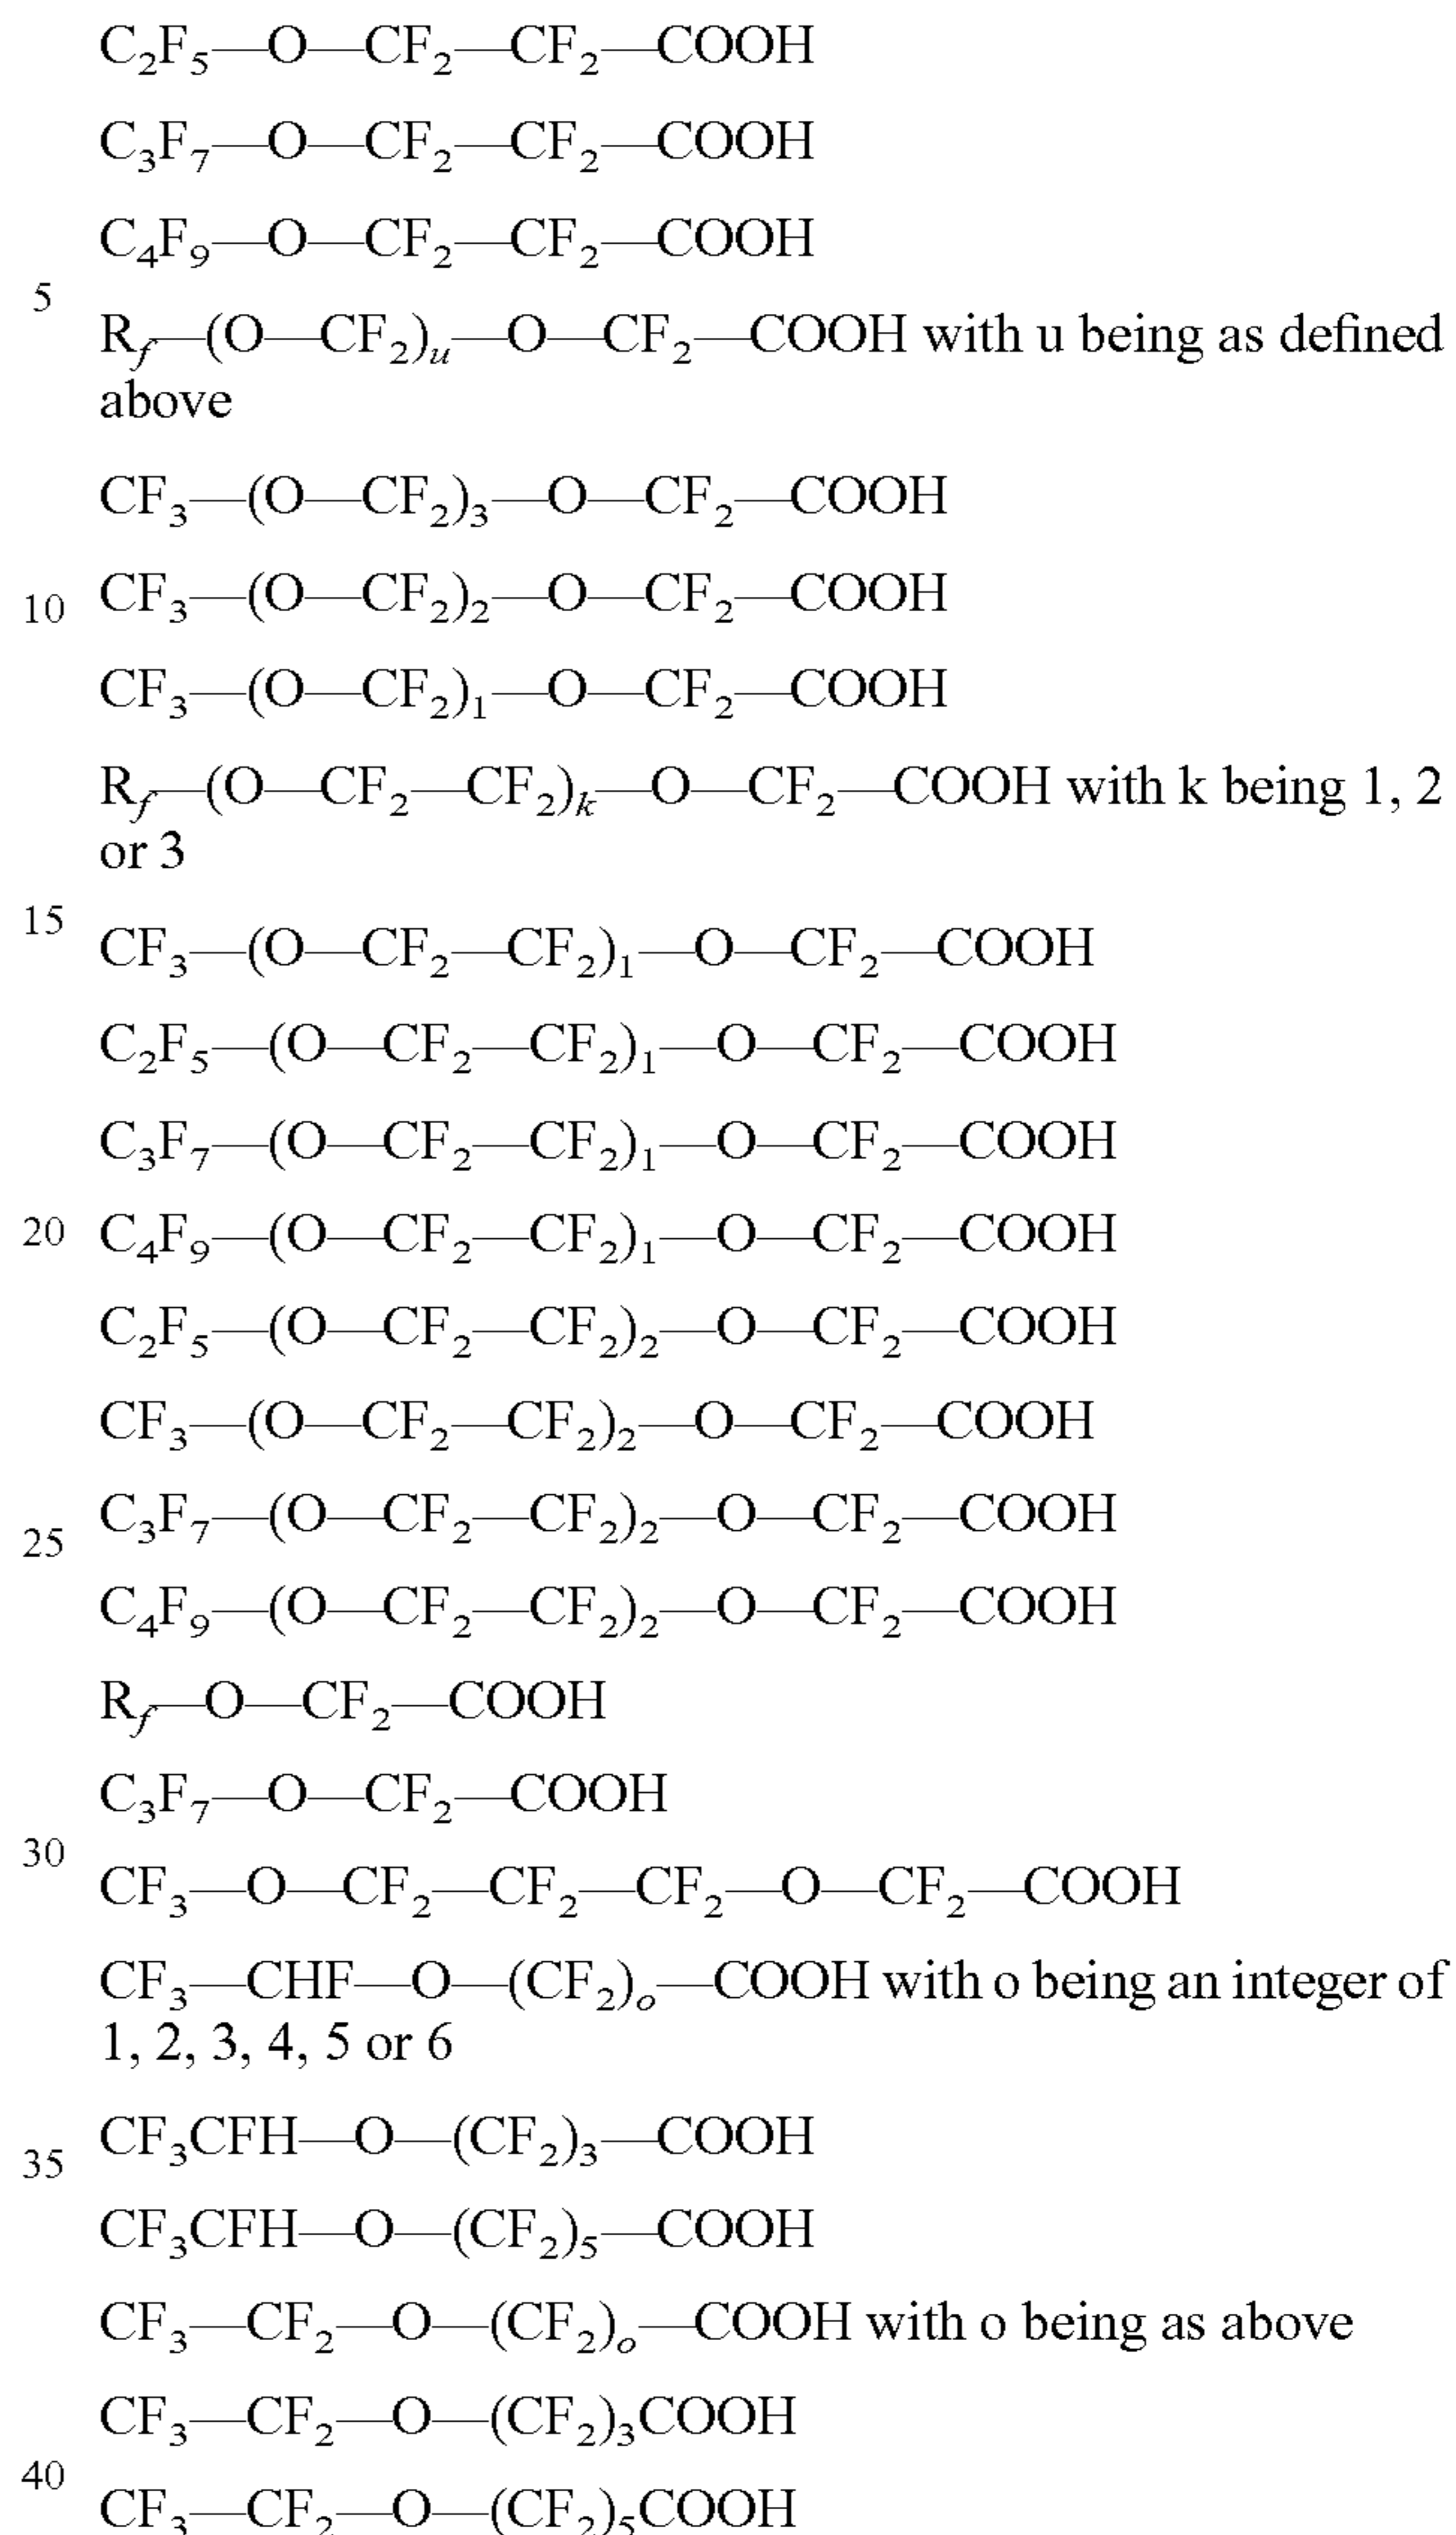 C₂F₅—O—CF₂—CF₂—COOH
C₃F₇—O—CF₂—CF₂—COOH
C₄F₉—O—CF₂—CF₂—COOH
5
R_f—(O—CF₂)ᵤ—O—CF₂—COOH with u being as defined
above
CF₃—(O—CF₂)₃—O—CF₂—COOH
10 CF₃—(O—CF₂)₂—O—CF₂—COOH
CF₃—(O—CF₂)₁—O—CF₂—COOH
R_f—(O—CF₂—CF₂)ₖ—O—CF₂—COOH with k being 1, 2
or 3
15
CF₃—(O—CF₂—CF₂)₁—O—CF₂—COOH
C₂F₅—(O—CF₂—CF₂)₁—O—CF₂—COOH
C₃F₇—(O—CF₂—CF₂)₁—O—CF₂—COOH
20 C₄F₉—(O—CF₂—CF₂)₁—O—CF₂—COOH
C₂F₅—(O—CF₂—CF₂)₂—O—CF₂—COOH
CF₃—(O—CF₂—CF₂)₂—O—CF₂—COOH
C₃F₇—(O—CF₂—CF₂)₂—O—CF₂—COOH
25
C₄F₉—(O—CF₂—CF₂)₂—O—CF₂—COOH
R_f—O—CF₂—COOH
C₃F₇—O—CF₂—COOH
30
CF₃—O—CF₂—CF₂—CF₂—O—CF₂—COOH
CF₃—CHF—O—(CF₂)ₒ—COOH with o being an integer of
1, 2, 3, 4, 5 or 6
CF₃CFH—O—(CF₂)₃—COOH
35
CF₃CFH—O—(CF₂)₅—COOH
CF₃—CF₂—O—(CF₂)ₒ—COOH with o being as above
CF₃—CF₂—O—(CF₂)₃COOH
40
CF₃—CF₂—O—(CF₂)₅COOH